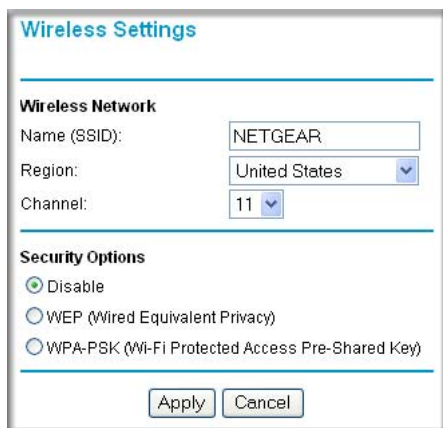 Wireless Settings
Wireless Network
Name (SSID): NETGEAR
Region: United States
Channel: 11
Security Options
Disable
WEP (Wired Equivalent Privacy)
WPA-PSK (Wi-Fi Protected Access Pre-Shared Key)
Apply Cancel